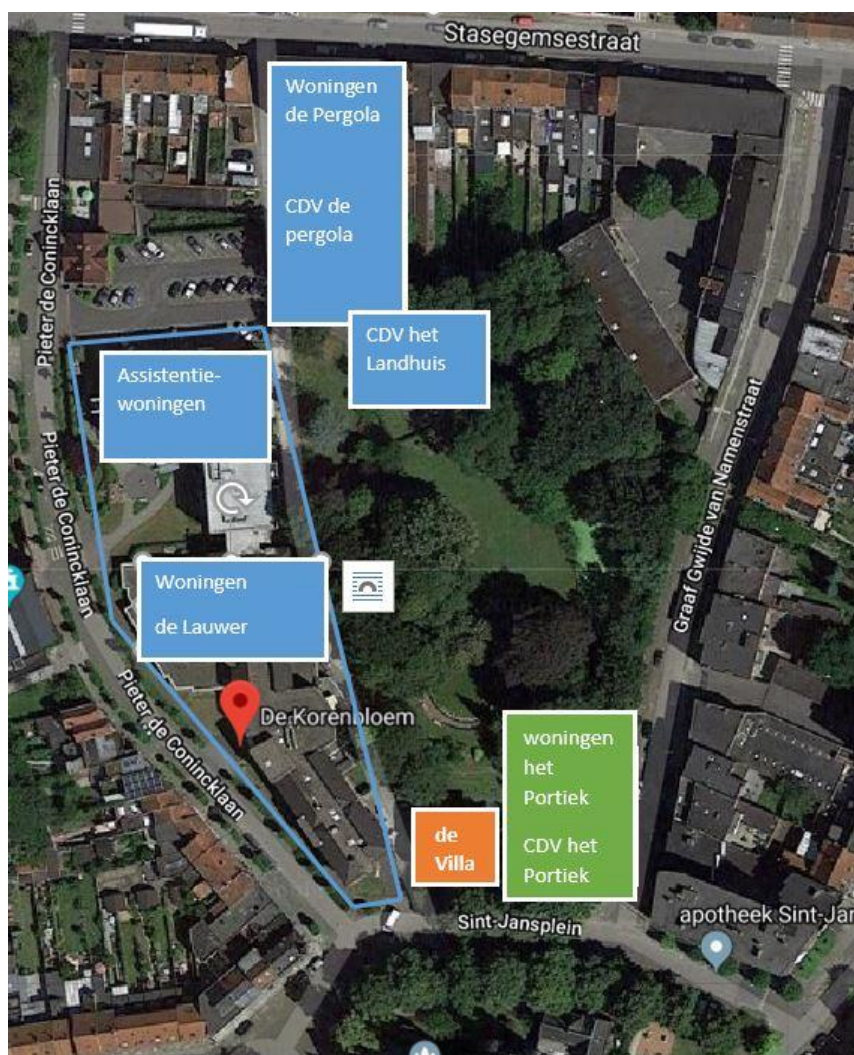 Stasegemsestraat
Woningen
de Pergola
CDV de
pergola
Pieter de Conincklaan
CDV het
Landhuis
Assistentie-
woningen
Pieter de Conincklaan
Graaf Gwijde van Namenstraat
Woningen
de Lauwer
Pieter de Conincklaan
De Korenbloem
woningen
het
Portiek
CDV het
Portiek
de
Villa
Sint-Jansplein
apotheek Sint-Jan